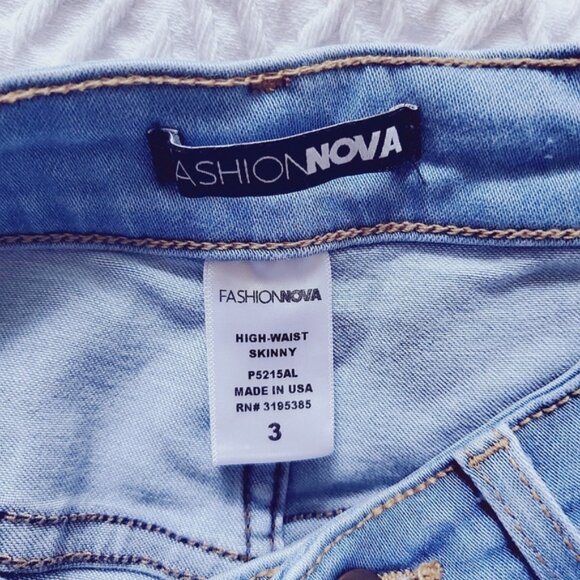 FASHIONNOVA
FASHIONNOVA
HIGH-WAIST
SKINNY
P5215AL
MADE IN USA
RN# 3195385
3